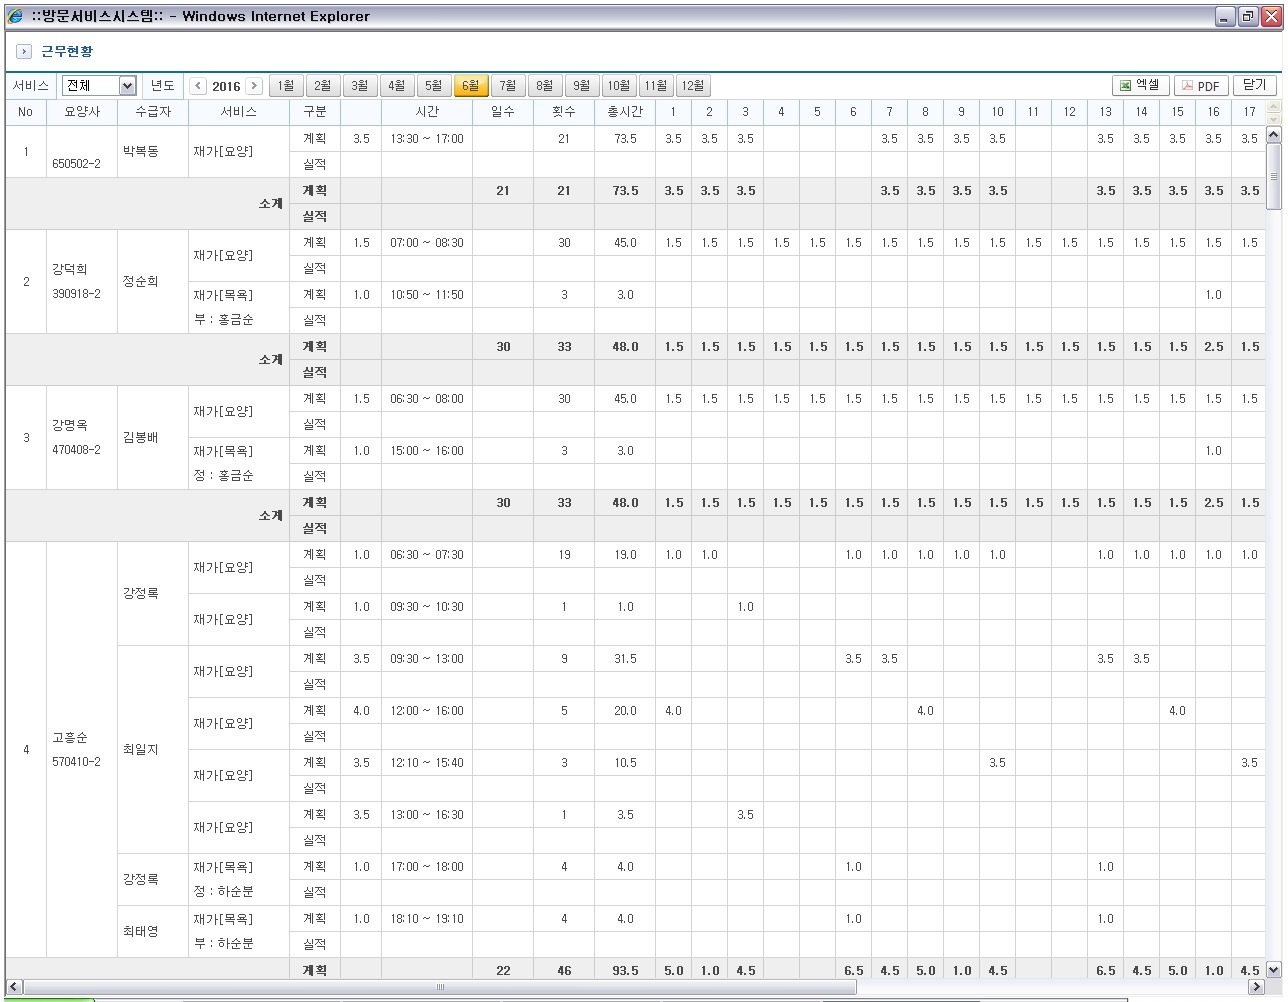 ::방문서비스시스템:: - Windows Internet Explorer
근무현황
서비스 전체 년도 2016 1월 2월 3월 4월 5월 6월 7월 8월 9월 10월 11월 12월 엑셀 PDF 닫기
No 요양사 수급자 서비스 구분 시간 일수 횟수 총시간 1 2 3 4 5 6 7 8 9 10 11 12 13 14 15 16 17
1 650502-2 박복동 재가[요양] 계획 3.5 13:30 ~ 17:00 21 73.5 3.5 3.5 3.5 3.5 3.5 3.5 3.5 3.5 3.5 3.5 3.5 3.5
실적
소계 계획 21 21 73.5 3.5 3.5 3.5 3.5 3.5 3.5 3.5 3.5 3.5 3.5 3.5 3.5
실적
2 강덕희 390918-2 정순희 재가[요양] 계획 1.5 07:00 ~ 08:30 30 45.0 1.5 1.5 1.5 1.5 1.5 1.5 1.5 1.5 1.5 1.5 1.5 1.5 1.5 1.5 1.5 1.5 1.5
실적
재가[목욕] 계획 1.0 10:50 ~ 11:50 3 3.0 1.0
부 : 홍금순 실적
소계 계획 30 33 48.0 1.5 1.5 1.5 1.5 1.5 1.5 1.5 1.5 1.5 1.5 1.5 1.5 1.5 1.5 1.5 2.5 1.5
실적
3 강명옥 470408-2 김봉배 재가[요양] 계획 1.5 06:30 ~ 08:00 30 45.0 1.5 1.5 1.5 1.5 1.5 1.5 1.5 1.5 1.5 1.5 1.5 1.5 1.5 1.5 1.5 1.5 1.5
실적
재가[목욕] 계획 1.0 15:00 ~ 16:00 3 3.0 1.0
정 : 홍금순 실적
소계 계획 30 33 48.0 1.5 1.5 1.5 1.5 1.5 1.5 1.5 1.5 1.5 1.5 1.5 1.5 1.5 1.5 1.5 2.5 1.5
실적
4 고흥순 570410-2 강정록 재가[요양] 계획 1.0 06:30 ~ 07:30 19 19.0 1.0 1.0 1.0 1.0 1.0 1.0 1.0 1.0 1.0 1.0 1.0 1.0
실적
재가[요양] 계획 1.0 09:30 ~ 10:30 1 1.0 1.0
실적
최일지 재가[요양] 계획 3.5 09:30 ~ 13:00 9 31.5 3.5 3.5 3.5 3.5
실적
재가[요양] 계획 4.0 12:00 ~ 16:00 5 20.0 4.0 4.0 4.0
실적
재가[요양] 계획 3.5 12:10 ~ 15:40 3 10.5 3.5 3.5
실적
재가[요양] 계획 3.5 13:00 ~ 16:30 1 3.5 3.5
실적
강정록 재가[목욕] 계획 1.0 17:00 ~ 18:00 4 4.0 1.0 1.0
정 : 하순분 실적
최태영 재가[목욕] 계획 1.0 18:10 ~ 19:10 4 4.0 1.0 1.0
부 : 하순분 실적
계획 22 46 93.5 5.0 1.0 4.5 6.5 4.5 5.0 1.0 4.5 6.5 4.5 5.0 1.0 4.5